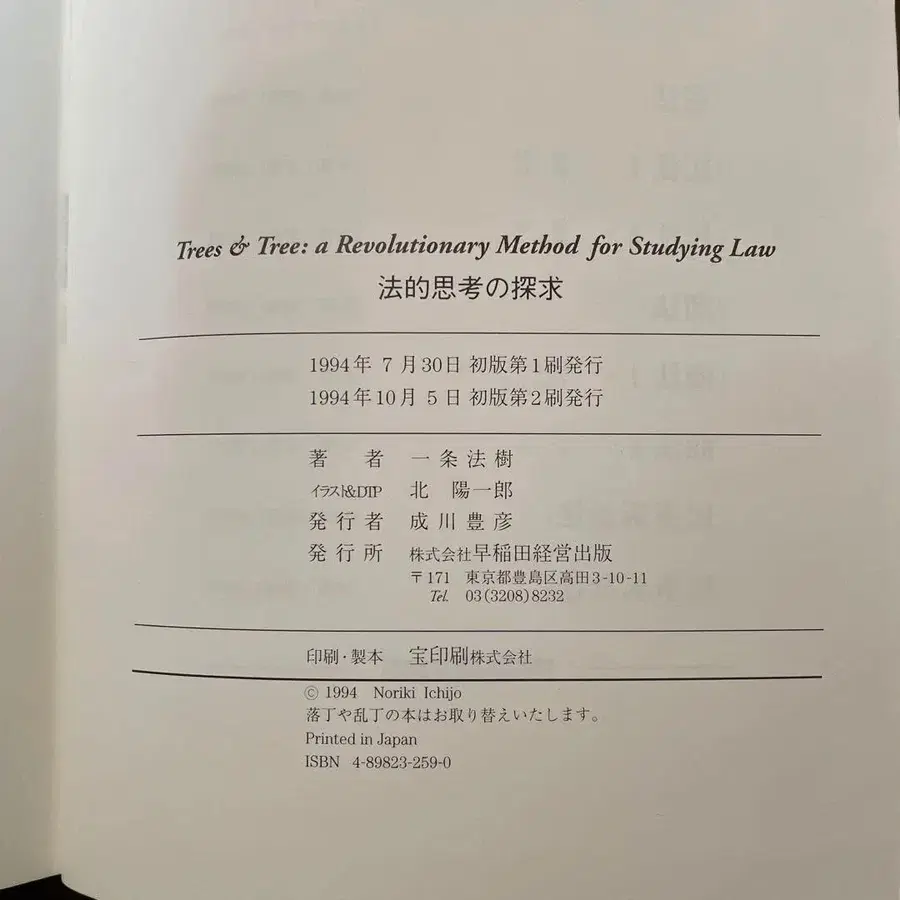 Trees & Tree: a Revolutionary Method for Studying Law
法的思考の探求
1994年 7 月30日 初版第1刷発行
1994年10月 5 日 初版第2刷発行
著 者 一条法樹
イラスト&DTP 北 陽一郎
発行者 成川豊彦
発行所 株式会社早稲田経営出版
〒171 東京都豊島区高田3-10-11
Tel. 03(3208)8232
印刷・製本 宝印刷株式会社
© 1994 Noriki Ichijo
落丁や乱丁の本はお取り替えいたします。
Printed in Japan
ISBN 4-89823-259-0